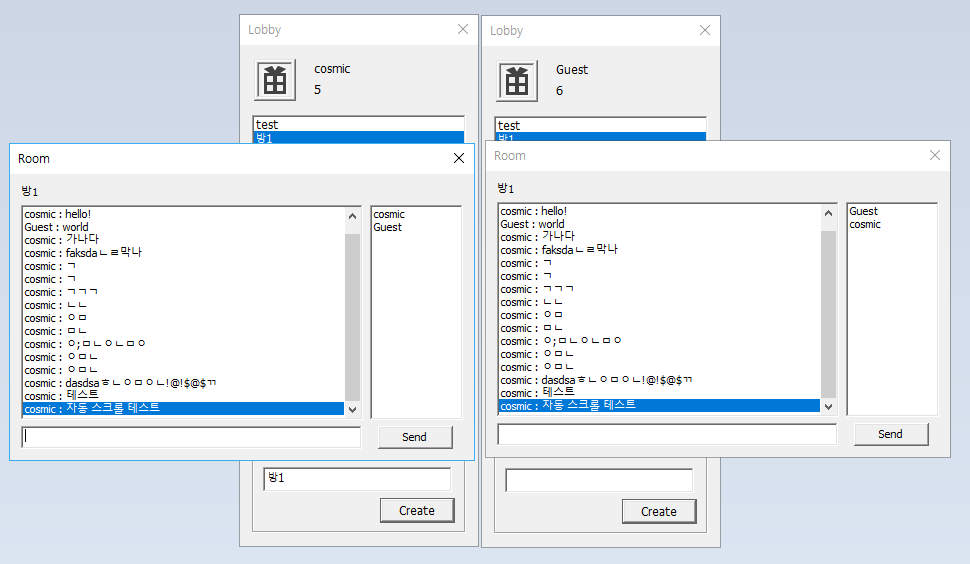 Lobby
cosmic
5
test
방1
Lobby
Guest
6
test
방1
Room
방1
cosmic : hello!
Guest : world
cosmic : 가나다
cosmic : faksdaㄴㄹ막나
cosmic : ㄱ
cosmic : ㄱ
cosmic : ㄱㄱㄱ
cosmic : ㄴㄴ
cosmic : ㅇㅁ
cosmic : ㅁㄴ
cosmic : ㅇ;ㅁㄴㅇㄴㅁㅇ
cosmic : ㅇㅁㄴ
cosmic : ㅇㅁㄴ
cosmic : dasdsaㅎㄴㅇㅁㅇㄴ!@!$@$ㄲ
cosmic : 테스트
cosmic : 자동 스크롤 테스트
cosmic
Guest
Send
Room
방1
cosmic : hello!
Guest : world
cosmic : 가나다
cosmic : faksdaㄴㄹ막나
cosmic : ㄱ
cosmic : ㄱ
cosmic : ㄱㄱㄱ
cosmic : ㄴㄴ
cosmic : ㅇㅁ
cosmic : ㅁㄴ
cosmic : ㅇ;ㅁㄴㅇㄴㅁㅇ
cosmic : ㅇㅁㄴ
cosmic : ㅇㅁㄴ
cosmic : dasdsaㅎㄴㅇㅁㅇㄴ!@!$@$ㄲ
cosmic : 테스트
cosmic : 자동 스크롤 테스트
Guest
cosmic
Send
방1
Create
Create